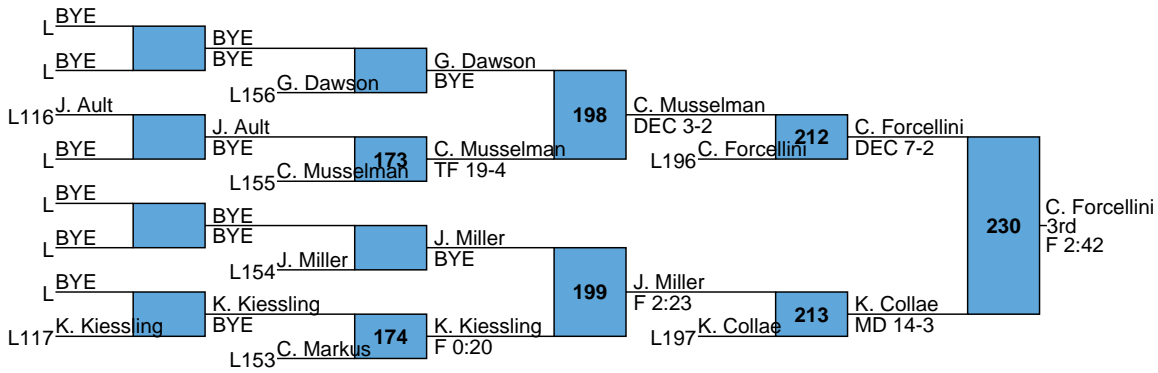 L BYE
BYE
BYE
L BYE
L156 G. Dawson
G. Dawson
BYE
L116 J. Ault
J. Ault
BYE
L BYE
173
L155 C. Musselman
C. Musselman
TF 19-4
198
C. Musselman
DEC 3-2
L196 C. Forcellini
212
C. Forcellini
DEC 7-2
L BYE
BYE
BYE
L BYE
L154 J. Miller
J. Miller
BYE
L BYE
K. Kiessling
BYE
L117 K. Kiessling
174
L153 C. Markus
K. Kiessling
F 0:20
199
J. Miller
F 2:23
L197 K. Collae
213
K. Collae
MD 14-3
230
C. Forcellini
3rd
F 2:42